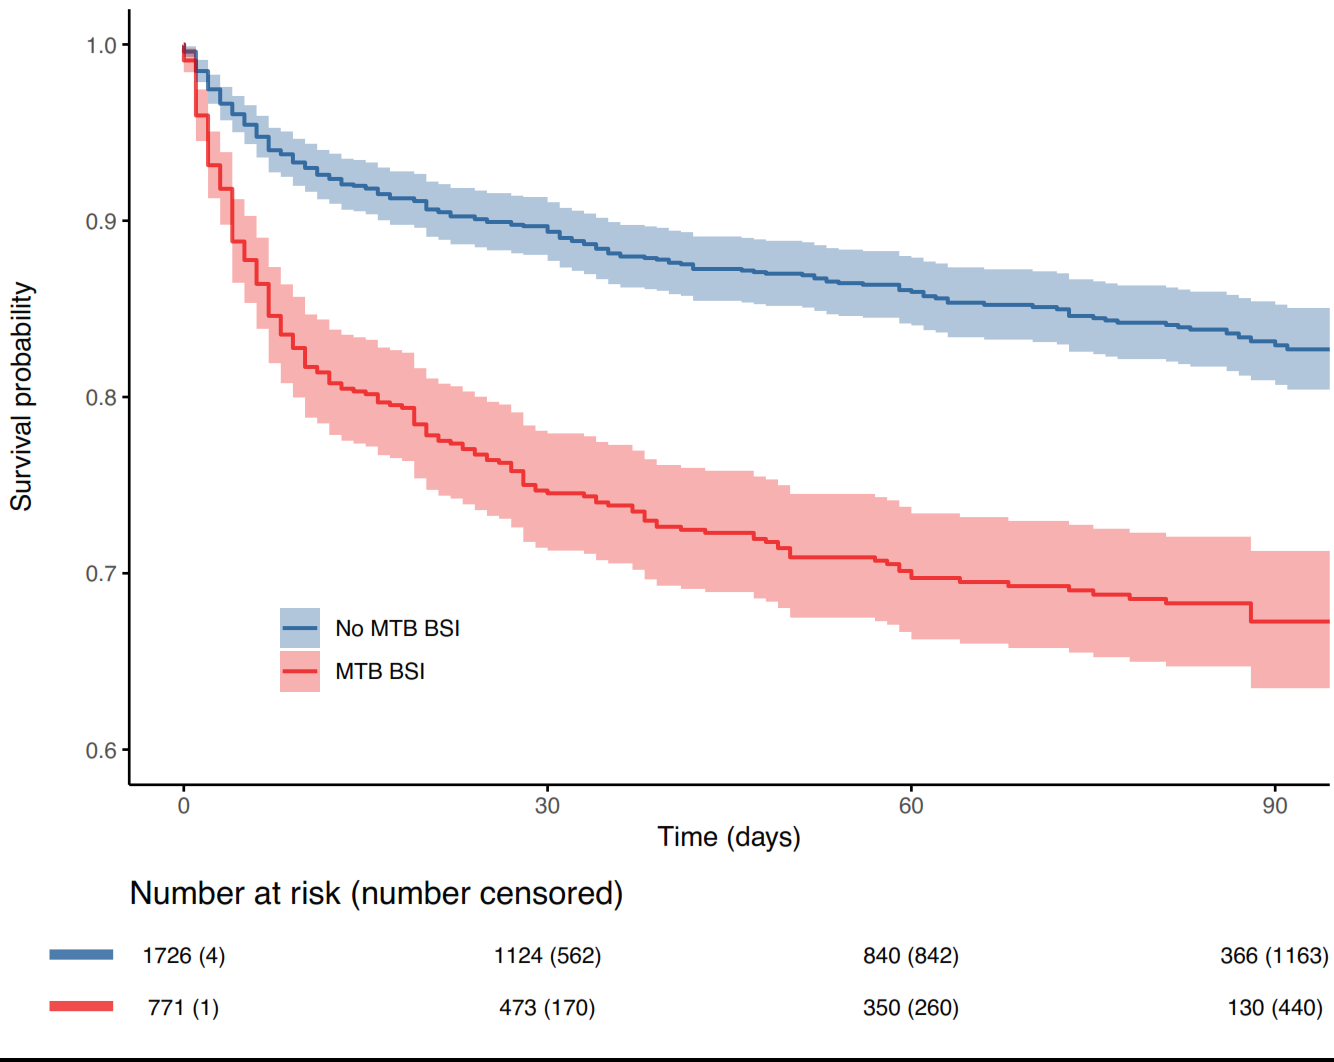 1.0
0.9
0.8
0.7
0.6
Survival probability
No MTB BSI
MTB BSI
0 30 60 90
Time (days)
Number at risk (number censored)
1726 (4) 1124 (562) 840 (842) 366 (1163)
771 (1) 473 (170) 350 (260) 130 (440)